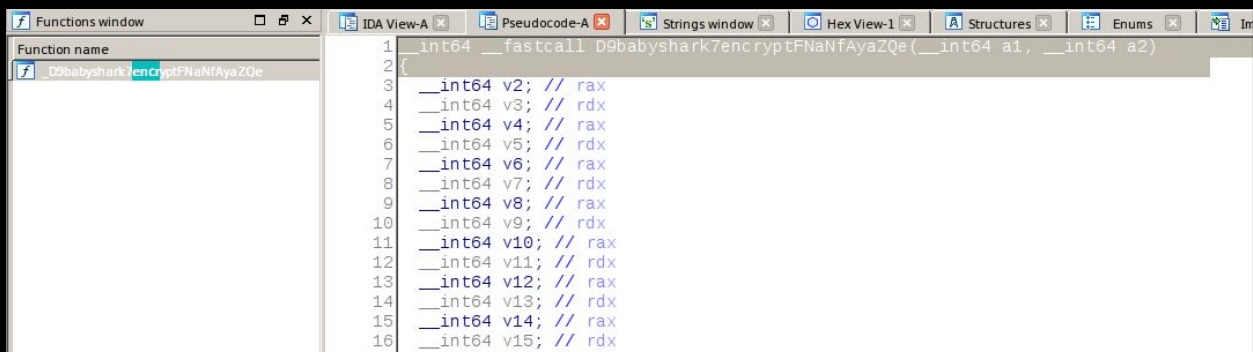 Functions window
IDA View-A Pseudocode-A Strings window Hex View-1 Structures Enums Im
Function name
_D9babyshark7encryptFNaNfAyaZQe
1 __int64 __fastcall D9babyshark7encryptFNaNfAyaZQe(__int64 a1, __int64 a2)
2 {
3 __int64 v2; // rax
4 __int64 v3; // rdx
5 __int64 v4; // rax
6 __int64 v5; // rdx
7 __int64 v6; // rax
8 __int64 v7; // rdx
9 __int64 v8; // rax
10 __int64 v9; // rdx
11 __int64 v10; // rax
12 __int64 v11; // rdx
13 __int64 v12; // rax
14 __int64 v13; // rdx
15 __int64 v14; // rax
16 __int64 v15; // rdx